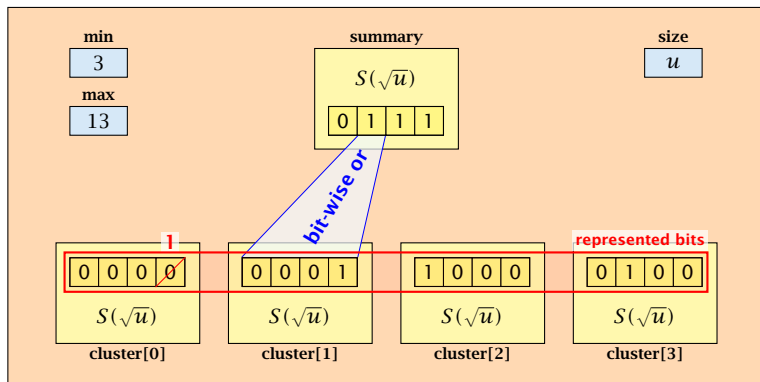 min
summary
size
3
S(√u)
u
max
13
0 1 1 1
bit-wise or
1
represented bits
0 0 0 0
0 0 0 1
1 0 0 0
0 1 0 0
S(√u)
S(√u)
S(√u)
S(√u)
cluster[0]
cluster[1]
cluster[2]
cluster[3]